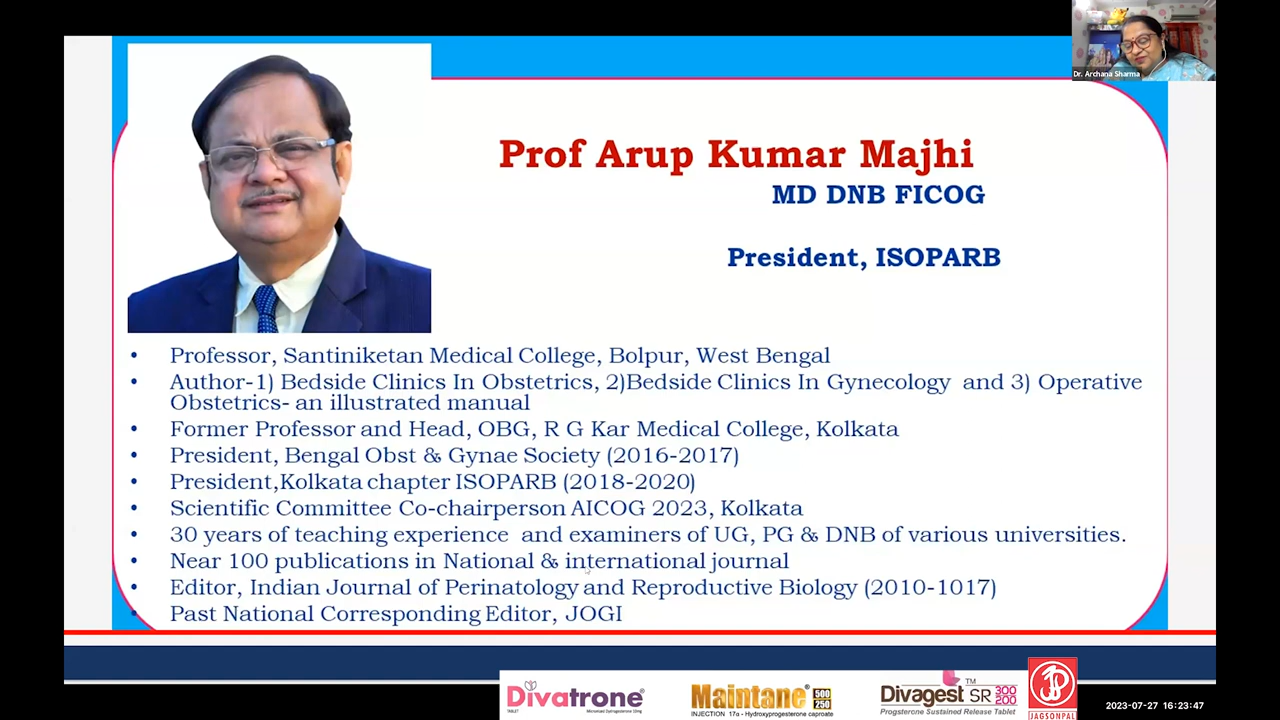 Dr. Archana Sharma
Prof Arup Kumar Majhi
MD DNB FICOG
President, ISOPARB
• Professor, Santiniketan Medical College, Bolpur, West Bengal
• Author-1) Bedside Clinics In Obstetrics, 2)Bedside Clinics In Gynecology and 3) Operative
Obstetrics- an illustrated manual
• Former Professor and Head, OBG, R G Kar Medical College, Kolkata
• President, Bengal Obst & Gynae Society (2016-2017)
• President,Kolkata chapter ISOPARB (2018-2020)
• Scientific Committee Co-chairperson AICOG 2023, Kolkata
• 30 years of teaching experience and examiners of UG, PG & DNB of various universities.
• Near 100 publications in National & international journal
• Editor, Indian Journal of Perinatology and Reproductive Biology (2010-1017)
• Past National Corresponding Editor, JOGI
Divatrone®
TABLET
Maintane® 500 250
INJECTION 17α - Hydroxyprogesterone caproate
Divagest SR 300 200 TM
Progsterone Sustained Release Tablet
JAGSONPAL
2023-07-27 16:23:47